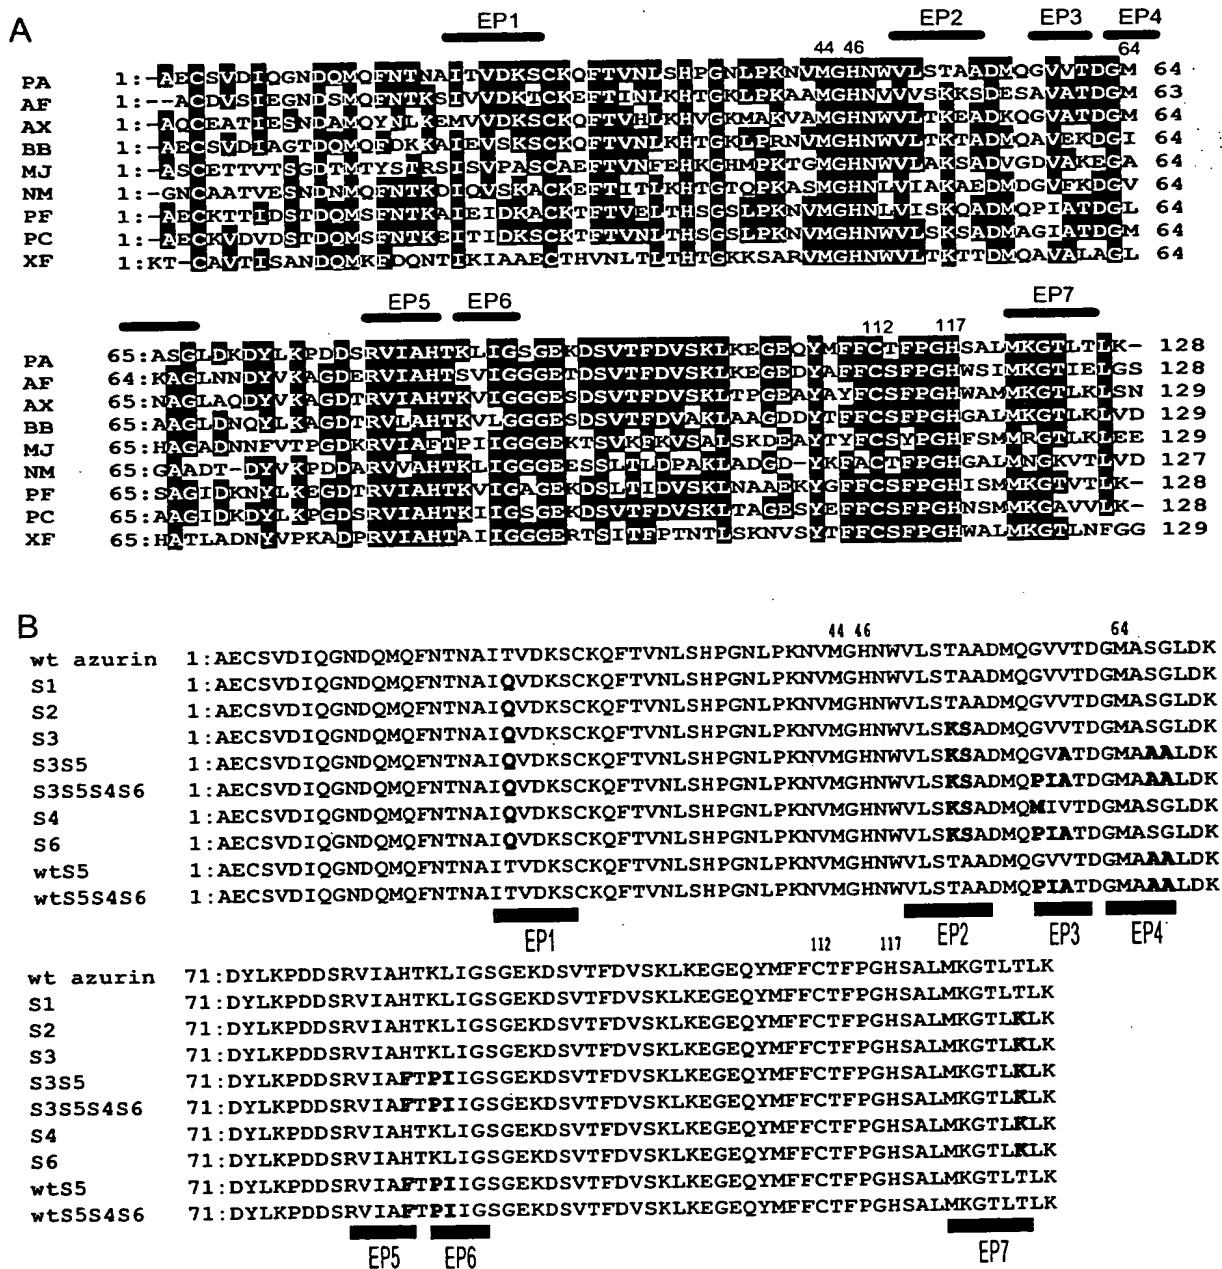 A
EP1 EP2 EP3 EP4
44 46 64
PA 1:-AECSVDIQGNDQMQFNTNAITVDKSCKQFTVNLSHPGNLPKNVMGHNWVLSTAADMQGVVTDGM 64
AF 1:--ACDVSIEGNDSMQFNTKSIVVDKTCKEFTINLKHTGKLPKAAMGHNVVVSKKSDESAVATDGM 63
AX 1:-AQCEATIESNDAMQYNLKEMVVDKSCKQFTVHLKHVGKMAKVAMGHNWVLTKEADKQGVATDGM 64
BB 1:-AECSVDIAGTDQMQFDKKAIEVSKSCKQFTVNLKHTGKLPRNVMGHNWVLTKTADMQAVEKDGI 64
MJ 1:-ASCETTVTSGDTMTYSTRSISVPASCAEFTVNFEHKGHMPKTGMGHNWVLAKSADVGDVAKEGA 64
NM 1:-GNCAATVESNDNMQFNTKDIQVSKACKEFTITLKHTGTQPKASMGHNLVIAKAEDMDGVFKDGV 64
PF 1:-AECKTTIDSTDQMSFNTKAIEIDKACKTFTVELTHSGSLPKNVMGHNLVISKQADMQPIATDGL 64
PC 1:-AECKVDVDSTDQMSFNTKEITIDKSCKTFTVNLTHSGSLPKNVMGHNWVLSKSADMAGIATDGM 64
XF 1:KT-CAVTISANDQMKFDQNTIKIAAECTHVNLTLTHTGKKSARVMGHNWVLTKTTDMQAVALAGL 64
EP5 EP6 EP7
112 117
PA 65:ASGLDKDYLKPDDSRVIAHTKLIGSGEKDSVTFDVSKLKEGEQYMFFCTFPGHSALMKGTLTLK- 128
AF 64:KAGLNNDYVKAGDERVIAHTSVIGGGETDSVTFDVSKLKEGEDYAFFCSFPGHWSIMKGTIELGS 128
AX 65:NAGLAQDYVKAGDTRVIAHTKVIGGGESDSVTFDVSKLTPGEAYAYFCSFPGHWAMMKGTLKLSN 129
BB 65:AAGLDNQYLKAGDTRVLAHTKVLGGGESDSVTFDVAKLAAGDDYTFFCSFPGHGALMKGTLKLVD 129
MJ 65:HAGADNNFVTPGDKRVIAFTPIIGGGEKTSVKFKVSALSKDEAYTYFCSYPGHFSMMRGTLKLEE 129
NM 65:GAADT-DYVKPDDARVVAHTKLIGGGEESSLTLDPAKLADGD-YKFACTFPGHGALMNGKVTLVD 127
PF 65:SAGIDKNYLKEGDTRVIAHTKVIGAGEKDSLTIDVSKLNAAEKYGFFCSFPGHISMMKGTVTLK- 128
PC 65:AAGIDKDYLKPGDSRVIAHTKIIGSGEKDSVTFDVSKLTAGESYEFFCSFPGHNSMMKGAVVLK- 128
XF 65:HATLADNYVPKADPRVIAHTAIIGGGERTSITFPTNTLSKNVSYTFFCSFPGHWALMKGTLNFGG 129
B
44 46 64
wt azurin 1:AECSVDIQGNDQMQFNTNAITVDKSCKQFTVNLSHPGNLPKNVMGHNWVLSTAADMQGVVTDGMASGLDK
S1 1:AECSVDIQGNDQMQFNTNAIQVDKSCKQFTVNLSHPGNLPKNVMGHNWVLSTAADMQGVVTDGMASGLDK
S2 1:AECSVDIQGNDQMQFNTNAIQVDKSCKQFTVNLSHPGNLPKNVMGHNWVLSTAADMQGVVTDGMASGLDK
S3 1:AECSVDIQGNDQMQFNTNAIQVDKSCKQFTVNLSHPGNLPKNVMGHNWVLSKSADMQGVVTDGMASGLDK
S3S5 1:AECSVDIQGNDQMQFNTNAIQVDKSCKQFTVNLSHPGNLPKNVMGHNWVLSKSADMQGVATDGMAAALDK
S3S5S4S6 1:AECSVDIQGNDQMQFNTNAIQVDKSCKQFTVNLSHPGNLPKNVMGHNWVLSKSADMQPIATDGMAAALDK
S4 1:AECSVDIQGNDQMQFNTNAIQVDKSCKQFTVNLSHPGNLPKNVMGHNWVLSKSADMQMIVTDGMASGLDK
S6 1:AECSVDIQGNDQMQFNTNAIQVDKSCKQFTVNLSHPGNLPKNVMGHNWVLSKSADMQPIATDGMASGLDK
wtS5 1:AECSVDIQGNDQMQFNTNAITVDKSCKQFTVNLSHPGNLPKNVMGHNWVLSTAADMQGVVTDGMAAALDK
wtS5S4S6 1:AECSVDIQGNDQMQFNTNAITVDKSCKQFTVNLSHPGNLPKNVMGHNWVLSTAADMQPIATDGMAAALDK
EP1 EP2 EP3 EP4
112 117
wt azurin 71:DYLKPDDSRVIAHTKLIGSGEKDSVTFDVSKLKEGEQYMFFCTFPGHSALMKGTLTLK
S1 71:DYLKPDDSRVIAHTKLIGSGEKDSVTFDVSKLKEGEQYMFFCTFPGHSALMKGTLTLK
S2 71:DYLKPDDSRVIAHTKLIGSGEKDSVTFDVSKLKEGEQYMFFCTFPGHSALMKGTLKLK
S3 71:DYLKPDDSRVIAHTKLIGSGEKDSVTFDVSKLKEGEQYMFFCTFPGHSALMKGTLKLK
S3S5 71:DYLKPDDSRVIAFTPIIGSGEKDSVTFDVSKLKEGEQYMFFCTFPGHSALMKGTLKLK
S3S5S4S6 71:DYLKPDDSRVIAFTPIIGSGEKDSVTFDVSKLKEGEQYMFFCTFPGHSALMKGTLKLK
S4 71:DYLKPDDSRVIAHTKLIGSGEKDSVTFDVSKLKEGEQYMFFCTFPGHSALMKGTLKLK
S6 71:DYLKPDDSRVIAHTKLIGSGEKDSVTFDVSKLKEGEQYMFFCTFPGHSALMKGTLKLK
wtS5 71:DYLKPDDSRVIAFTPIIGSGEKDSVTFDVSKLKEGEQYMFFCTFPGHSALMKGTLTLK
wtS5S4S6 71:DYLKPDDSRVIAFTPIIGSGEKDSVTFDVSKLKEGEQYMFFCTFPGHSALMKGTLTLK
EP5 EP6 EP7